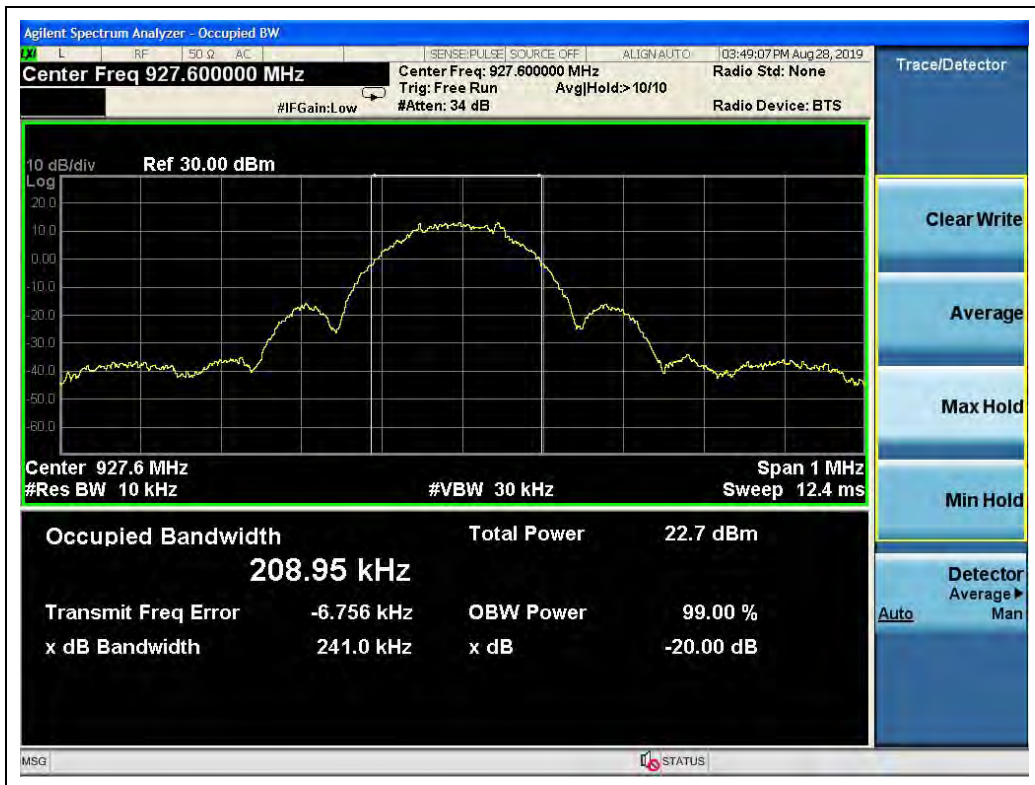 Agilent Spectrum Analyzer - Occupied BW
LXI L RF 50 Ω AC SENSE:PULSE SOURCE OFF ALIGN AUTO 03:49:07 PM Aug 28, 2019
Center Freq 927.600000 MHz
Center Freq: 927.600000 MHz
Radio Std: None
Trig: Free Run Avg|Hold:>10/10
#IFGain:Low
#Atten: 34 dB
Radio Device: BTS
10 dB/div Ref 30.00 dBm
Log
20.0
10.0
0.00
-10.0
-20.0
-30.0
-40.0
-50.0
-60.0
Center 927.6 MHz
Span 1 MHz
#Res BW 10 kHz
#VBW 30 kHz
Sweep 12.4 ms
Occupied Bandwidth
208.95 kHz
Total Power 22.7 dBm
Transmit Freq Error -6.756 kHz
OBW Power 99.00 %
x dB Bandwidth 241.0 kHz
x dB -20.00 dB
Trace/Detector
Clear Write
Average
Max Hold
Min Hold
Detector
Average▶
Auto Man
MSG
STATUS